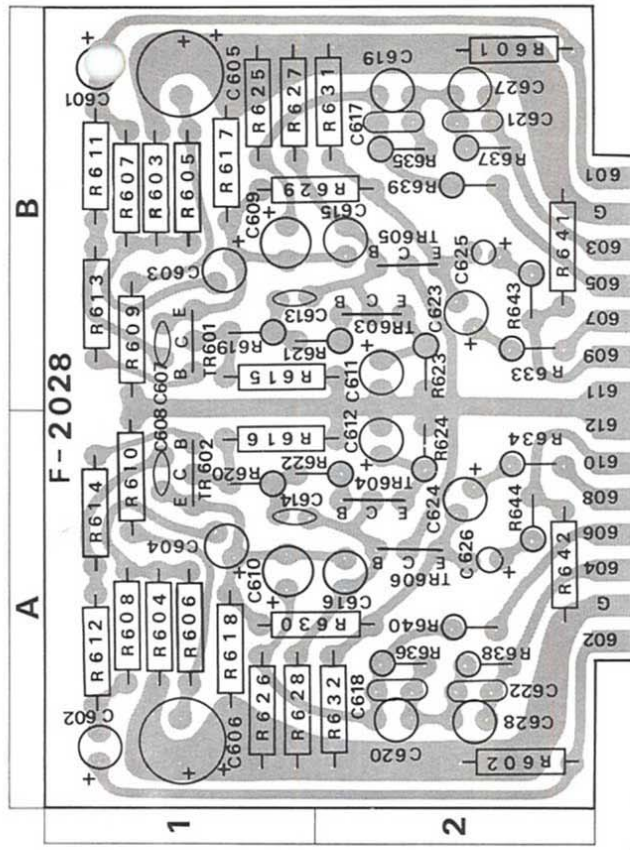 B
A
1
2
F-2028
C601
C605
C619
R601
R611
R607
R603
R605
R617
R625
R627
R631
C617
C627
C621
R635
R637
R639
601
G
603
605
607
609
611
612
610
608
606
604
G
602
R629
C609
C615
B C E
TR605
C625
R641
C603
R613
R609
C607
B C E
TR601
R619
C613
R621
B C E
TR603
C623
R643
R633
R615
C611
R623
C608
R616
C612
R624
R634
R614
R610
E C B
TR602
R620
R622
C614
TR604
B C E
C624
R644
C604
C610
C616
B C E
TR606
C626
R642
R612
R608
R604
R606
R618
R630
R640
R636
R638
C602
C606
R626
R628
R632
C618
C622
C620
C628
R602